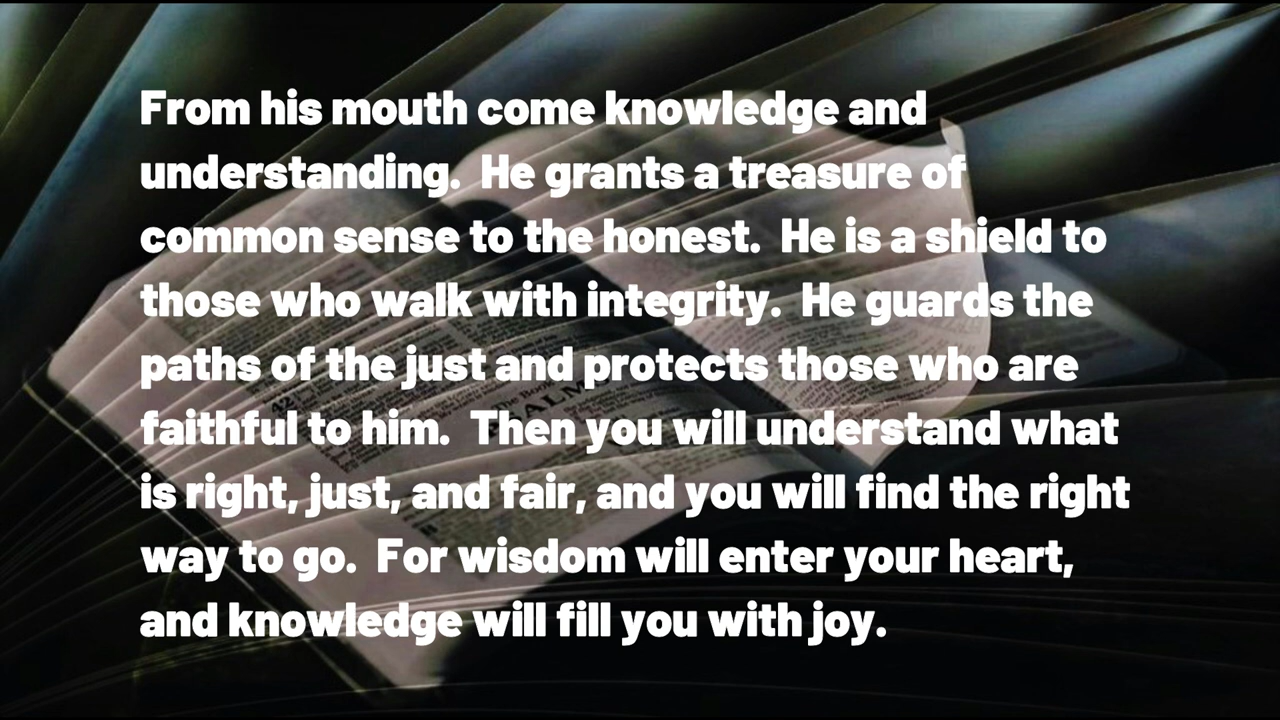 From his mouth come knowledge and
understanding.  He grants a treasure of
common sense to the honest.  He is a shield to
those who walk with integrity.  He guards the
paths of the just and protects those who are
faithful to him.  Then you will understand what
is right, just, and fair, and you will find the right
way to go.  For wisdom will enter your heart,
and knowledge will fill you with joy.
42